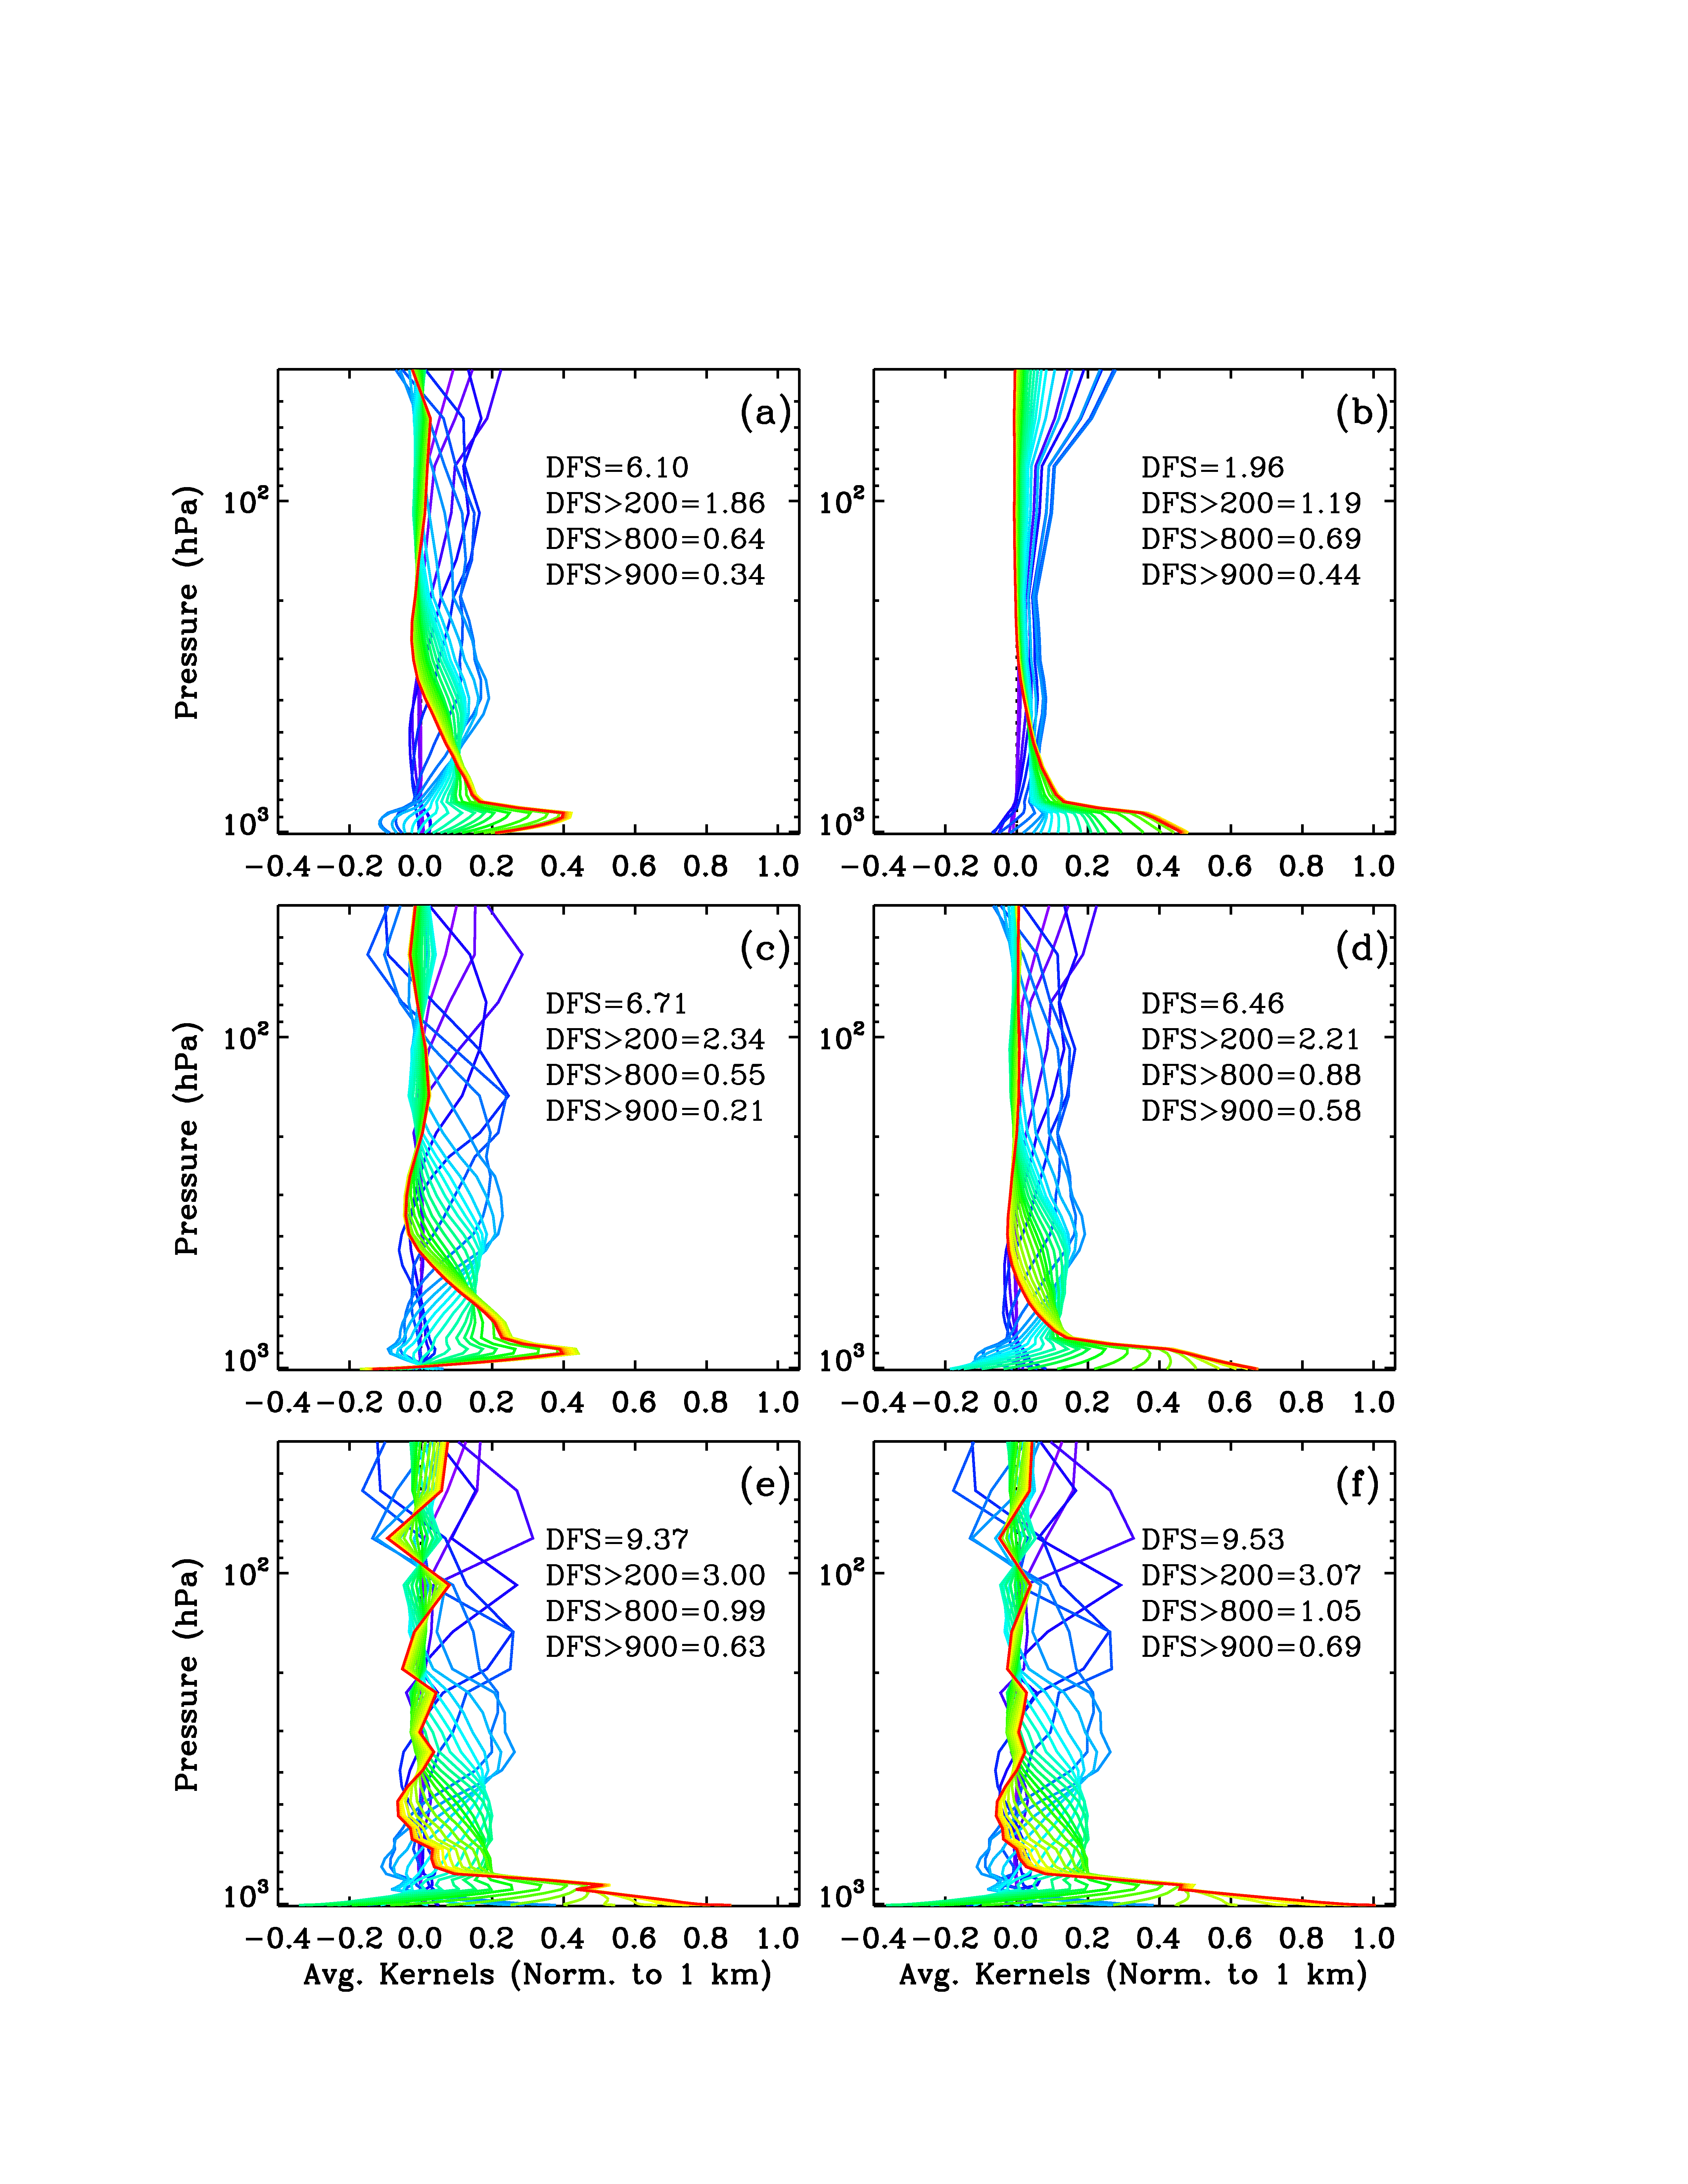 (a)
DFS=6.10
DFS>200=1.86
DFS>800=0.64
DFS>900=0.34
Pressure (hPa)
10²
10³
-0.4 -0.2 0.0 0.2 0.4 0.6 0.8 1.0
(b)
DFS=1.96
DFS>200=1.19
DFS>800=0.69
DFS>900=0.44
10²
10³
-0.4 -0.2 0.0 0.2 0.4 0.6 0.8 1.0
(c)
DFS=6.71
DFS>200=2.34
DFS>800=0.55
DFS>900=0.21
Pressure (hPa)
10²
10³
-0.4 -0.2 0.0 0.2 0.4 0.6 0.8 1.0
(d)
DFS=6.46
DFS>200=2.21
DFS>800=0.88
DFS>900=0.58
10²
10³
-0.4 -0.2 0.0 0.2 0.4 0.6 0.8 1.0
(e)
DFS=9.37
DFS>200=3.00
DFS>800=0.99
DFS>900=0.63
Pressure (hPa)
10²
10³
-0.4 -0.2 0.0 0.2 0.4 0.6 0.8 1.0
Avg. Kernels (Norm. to 1 km)
(f)
DFS=9.53
DFS>200=3.07
DFS>800=1.05
DFS>900=0.69
10²
10³
-0.4 -0.2 0.0 0.2 0.4 0.6 0.8 1.0
Avg. Kernels (Norm. to 1 km)